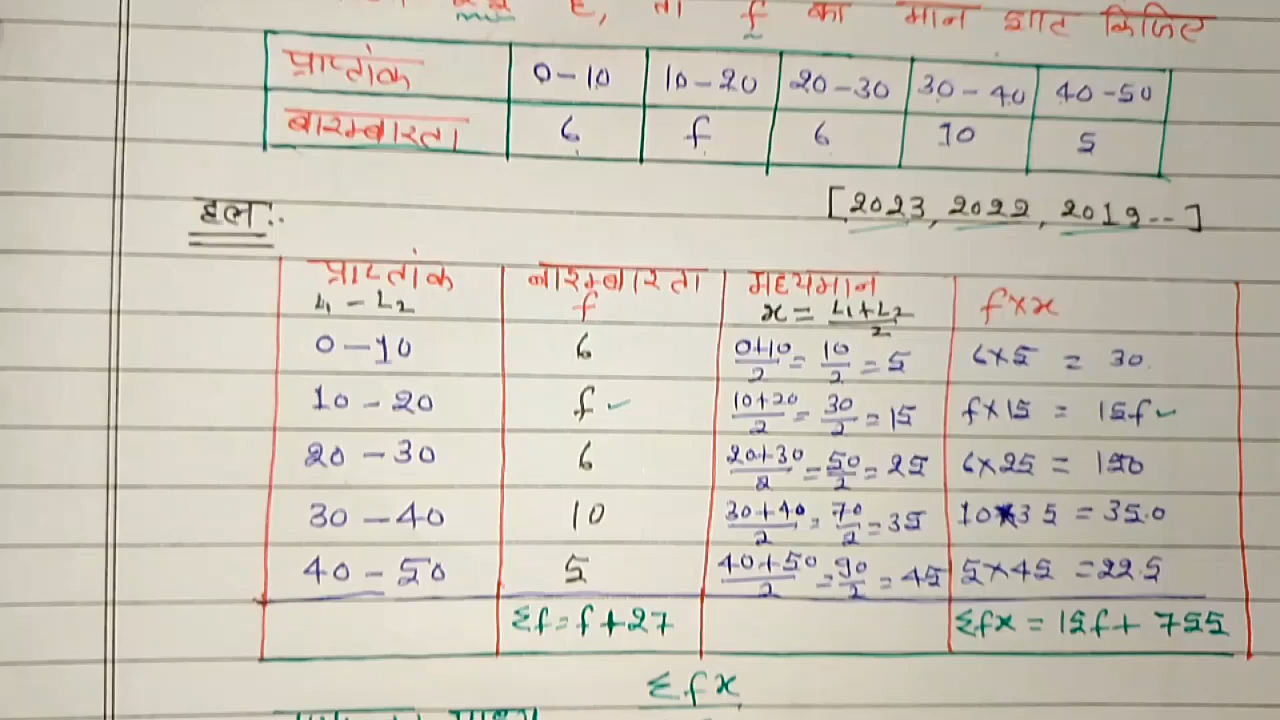 है, तो f का मान ज्ञात किजिए
प्राप्तांक 0-10 10-20 20-30 30-40 40-50
बारम्बारता 6 f 6 10 5
[2023, 2022, 2019--]
हल:-
प्राप्तांक बारम्बारता मध्यमान f×x
L₁-L₂ f x = L₁+L₂/2
0-10 6 0+10/2 = 10/2 = 5 6×5 = 30
10-20 f 10+20/2 = 30/2 = 15 f×15 = 15f
20-30 6 20+30/2 = 50/2 = 25 6×25 = 150
30-40 10 30+40/2 = 70/2 = 35 10×35 = 350
40-50 5 40+50/2 = 90/2 = 45 5×45 = 225
Σf = f+27 Σfx = 15f + 755
Σfx